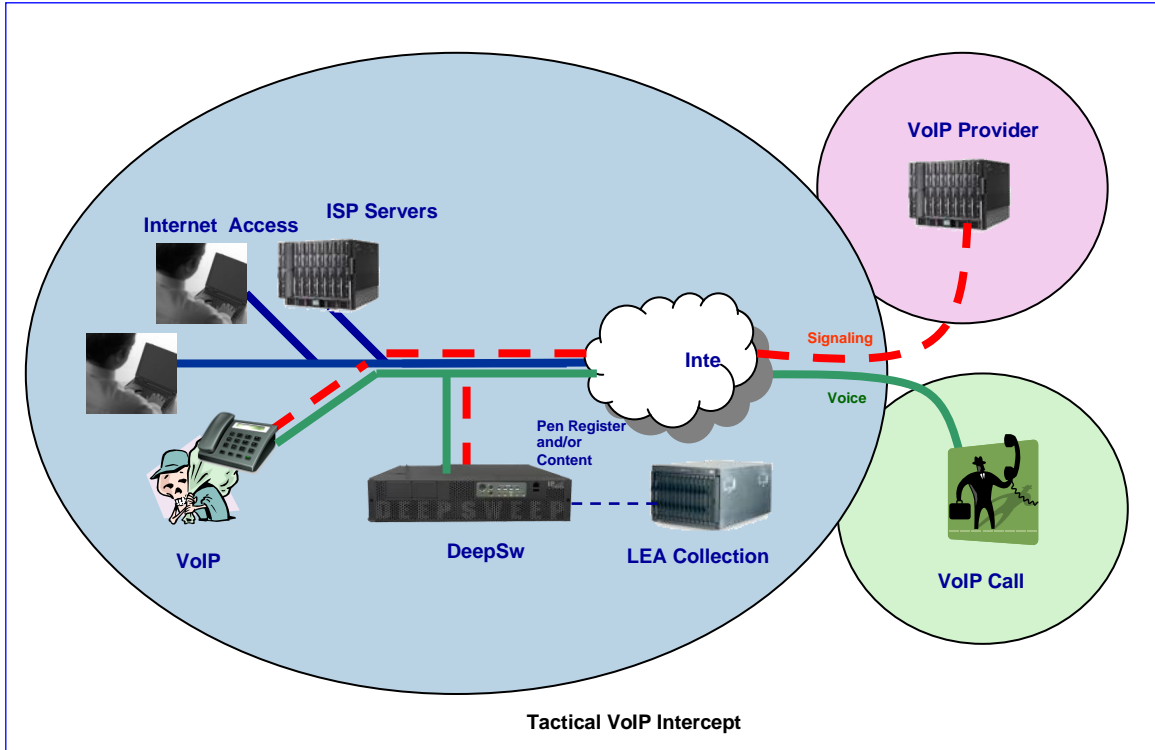 VoIP Provider
ISP Servers
Internet Access
Signaling
Inte
Voice
Pen Register
and/or
Content
DEEPSWEEP
VoIP
DeepSw
LEA Collection
VoIP Call
Tactical VoIP Intercept